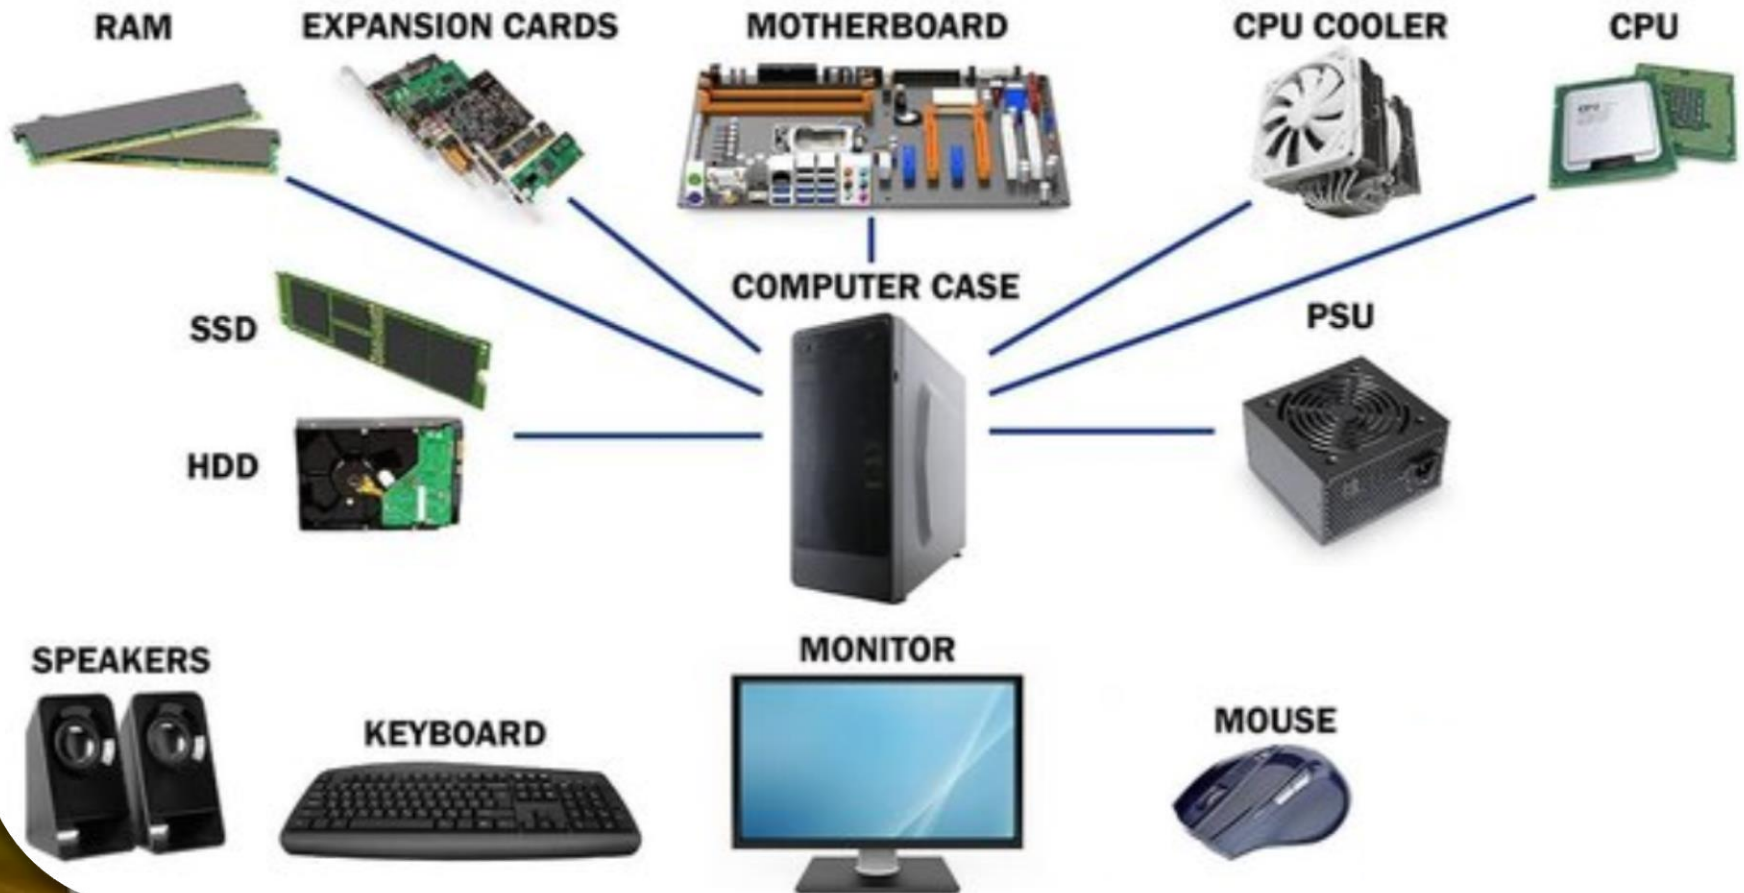 RAM
EXPANSION CARDS
MOTHERBOARD
CPU COOLER
CPU
COMPUTER CASE
SSD
PSU
HDD
SPEAKERS
MONITOR
KEYBOARD
MOUSE